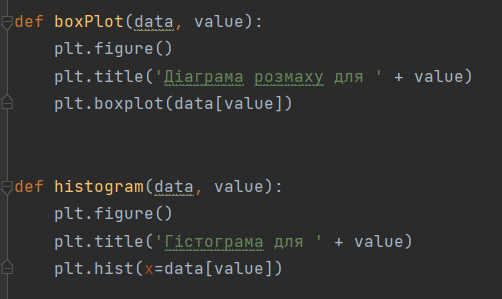 def boxPlot(data, value):
    plt.figure()
    plt.title('Діаграма розмаху для ' + value)
    plt.boxplot(data[value])
def histogram(data, value):
    plt.figure()
    plt.title('Гістограма для ' + value)
    plt.hist(x=data[value])